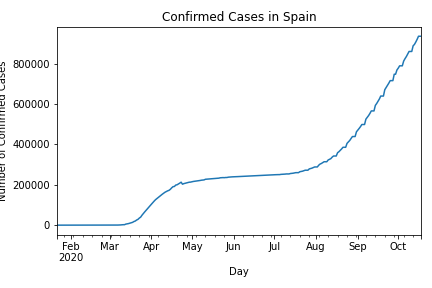 Confirmed Cases in Spain
Number of Confirmed Cases
800000
600000
400000
200000
0
Feb
2020
Mar
Apr
May
Jun
Jul
Aug
Sep
Oct
Day